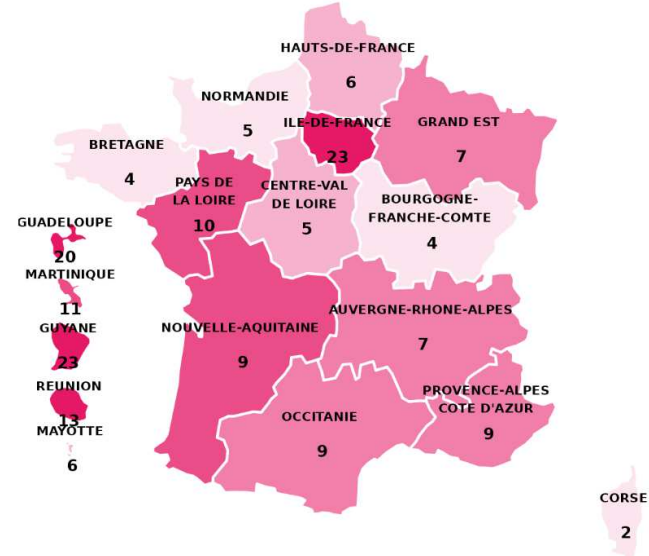 HAUTS-DE-FRANCE
6
NORMANDIE
5
ILE-DE-FRANCE
23
GRAND EST
7
BRETAGNE
4
PAYS DE
LA LOIRE
10
CENTRE-VAL
DE LOIRE
5
BOURGOGNE-
FRANCHE-COMTE
4
GUADELOUPE
20
MARTINIQUE
11
GUYANE
23
REUNION
13
MAYOTTE
6
NOUVELLE-AQUITAINE
9
AUVERGNE-RHONE-ALPES
7
OCCITANIE
9
PROVENCE-ALPES
COTE D'AZUR
9
CORSE
2